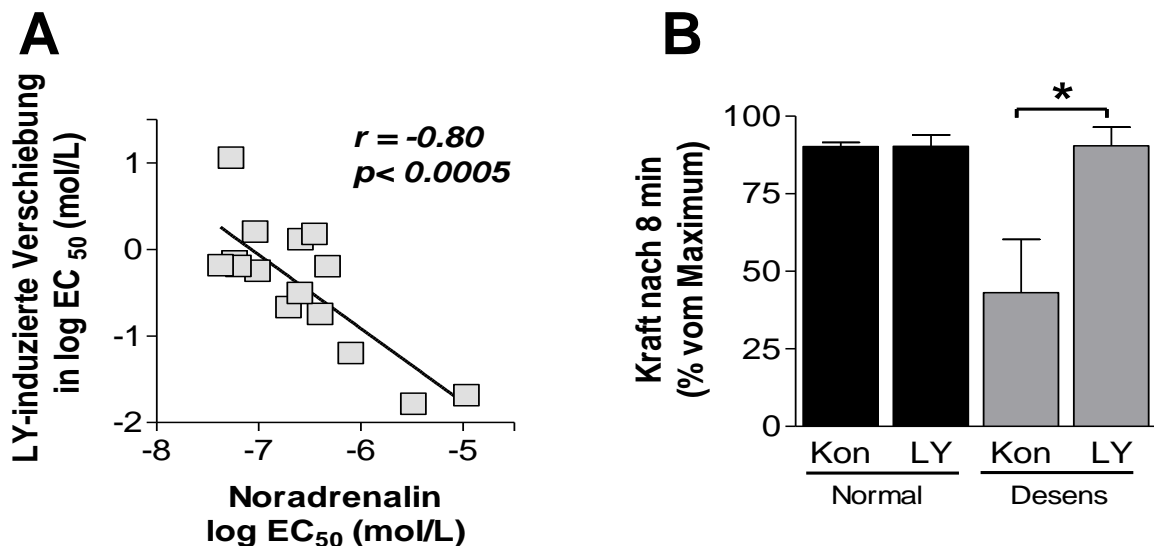 A
LY-induzierte Verschiebung
in log EC 50 (mol/L)
1
0
-1
-2
r = -0.80
p< 0.0005
-8 -7 -6 -5
Noradrenalin
log EC50 (mol/L)
B
Kraft nach 8 min
(% vom Maximum)
100
75
50
25
0
*
Kon LY Kon LY
Normal Desens